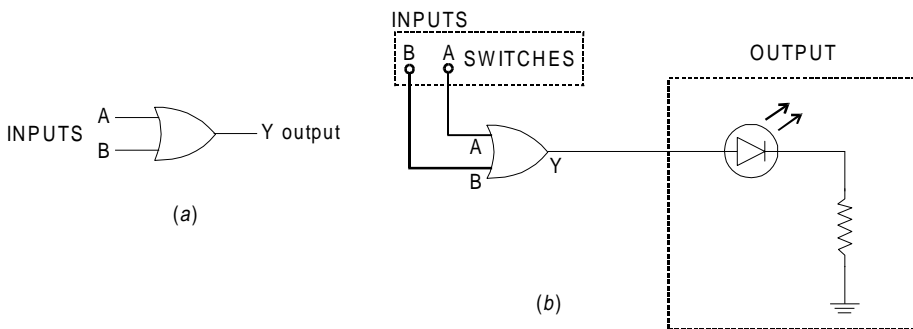 INPUTS
A
B
Y output
(a)
INPUTS
B A SWITCHES
A
B
Y
OUTPUT
(b)